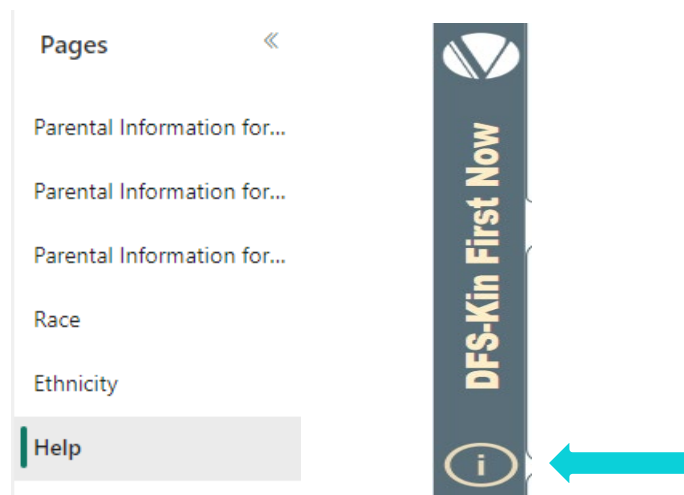 Pages
Parental Information for...
Parental Information for...
Parental Information for...
Race
Ethnicity
Help
DFS-Kin First Now
i